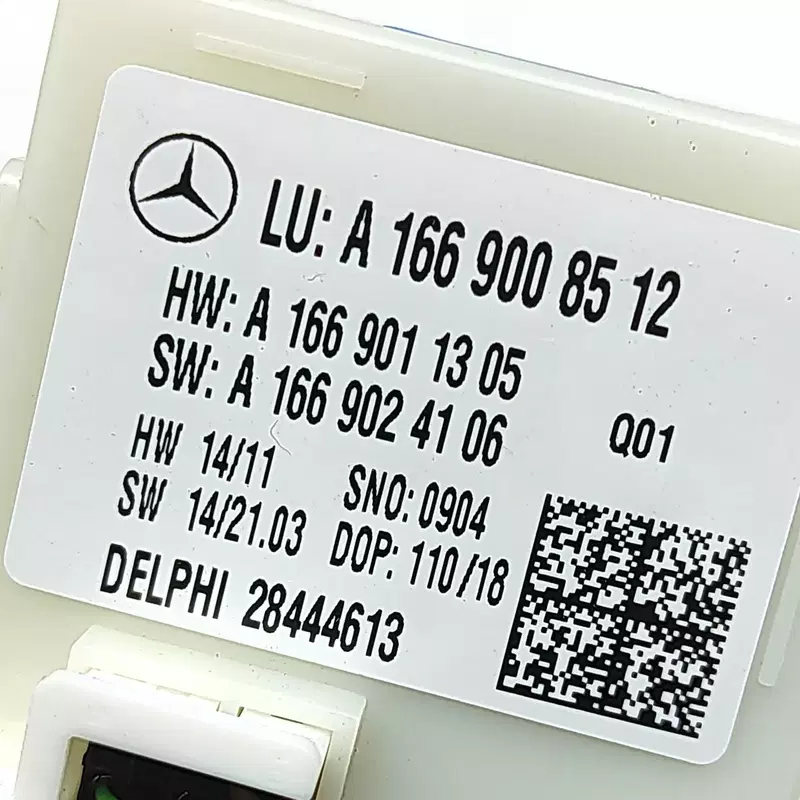 LU: A 166 900 85 12
HW: A 166 901 13 05
SW: A 166 902 41 06
Q01
HW 14/11
SNO: 0904
SW 14/21.03
DOP: 110/18
DELPHI 28444613